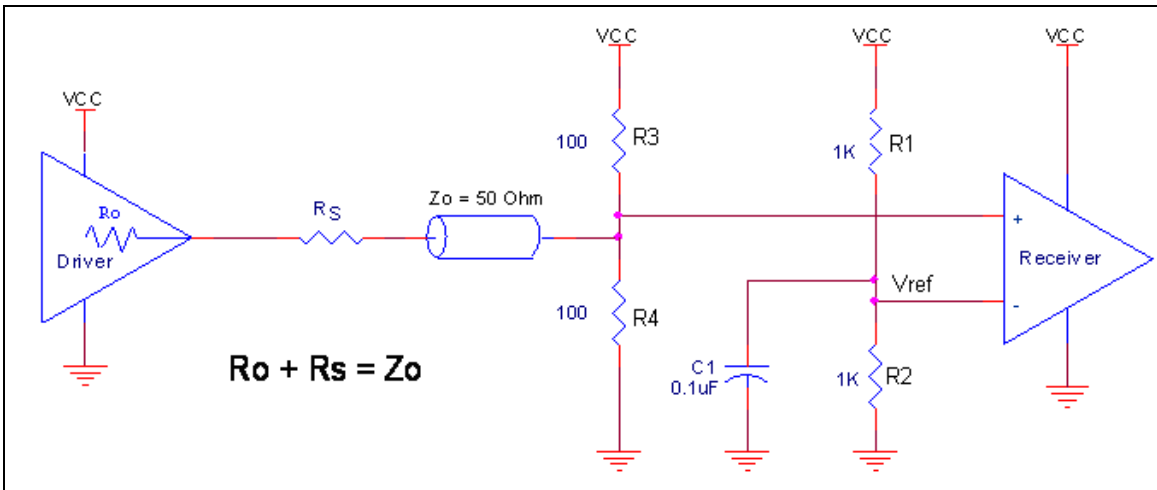 VCC
VCC
VCC
VCC
R3
100
R1
1K
Ro
Driver
RS
Zo = 50 Ohm
+
Receiver
-
Vref
R4
100
C1
0.1uF
R2
1K
Ro + Rs = Zo